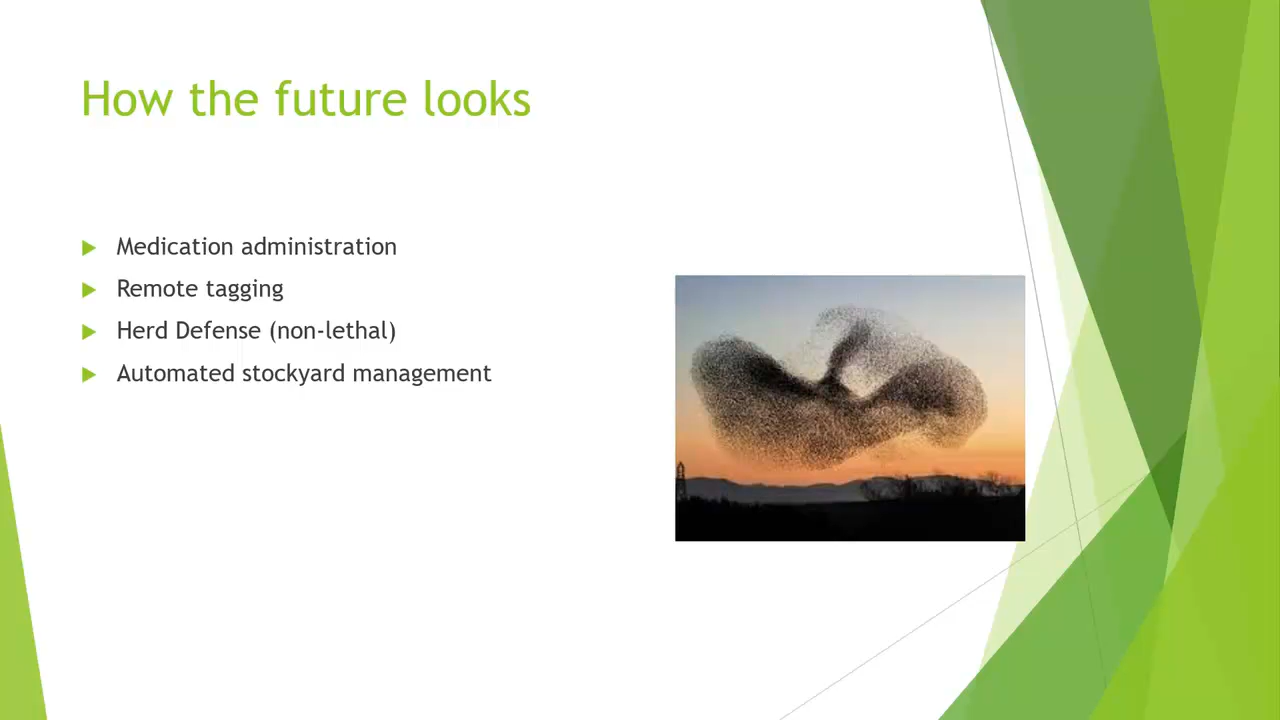 How the future looks
Medication administration
Remote tagging
Herd Defense (non-lethal)
Automated stockyard management